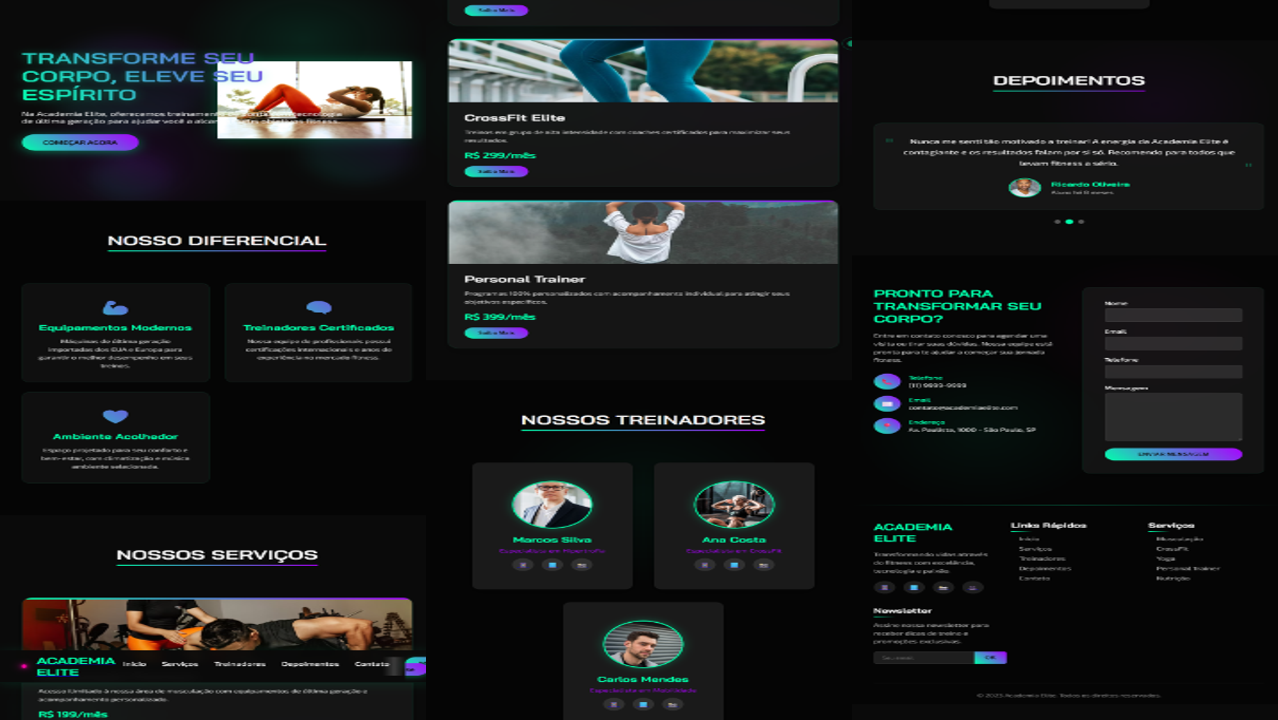 TRANSFORME SEU
CORPO, ELEVE SEU
ESPÍRITO
Na Academia Elite, oferecemos
de última geração para ajudar você a
COMEÇAR AGORA
NOSSO DIFERENCIAL
Equipamentos Modernos
Máquinas de última geração
importadas dos EUA e Europa para
garantir o melhor desempenho em seus
treinos.
Treinadores Certificados
Nossa equipe de profissionais possui
certificações internacionais e anos de
experiência no mercado fitness.
Ambiente Acolhedor
Espaço projetado para seu conforto e
bem-estar, com climatização e música
ambiente selecionada.
NOSSOS SERVIÇOS
ACADEMIA
ELITE
Início
Serviços
Treinadores
Depoimentos
Contato
Acesso ilimitado à nossa área de musculação com equipamentos de última geração e
acompanhamento personalizado.
R$ 199/mês
Saiba Mais
CrossFit Elite
Treinos em grupo de alta intensidade com coaches certificados para maximizar seus
resultados.
R$ 299/mês
Saiba Mais
Personal Trainer
Programas 100% personalizados com acompanhamento individual para atingir seus
objetivos específicos.
R$ 399/mês
Saiba Mais
NOSSOS TREINADORES
Marcos Silva
Especialista em Hipertrofia
Ana Costa
Especialista em CrossFit
Carlos Mendes
Especialista em Mobilidade
DEPOIMENTOS
Nunca me senti tão motivado a treinar! A energia da Academia Elite é
contagiante e os resultados falam por si só. Recomendo para todos que
levam fitness a sério.
Ricardo Oliveira
Aluno há 8 meses
PRONTO PARA
TRANSFORMAR SEU
CORPO?
Entre em contato conosco para agendar uma
visita ou tirar suas dúvidas. Nossa equipe está
pronta para te ajudar a começar sua jornada
fitness.
Telefone
(11) 9999-9999
Email
contato@academiaelite.com
Endereço
Av. Paulista, 1000 - São Paulo, SP
Nome
Email
Telefone
Mensagem
ENVIAR MENSAGEM
ACADEMIA
ELITE
Transformando vidas através
do fitness com excelência,
tecnologia e paixão.
Links Rápidos
Início
Serviços
Treinadores
Depoimentos
Contato
Serviços
Musculação
CrossFit
Yoga
Personal Trainer
Nutrição
Newsletter
Assine nossa newsletter para
receber dicas de treino e
promoções exclusivas.
Seu email
OK
© 2023 Academia Elite. Todos os direitos reservados.